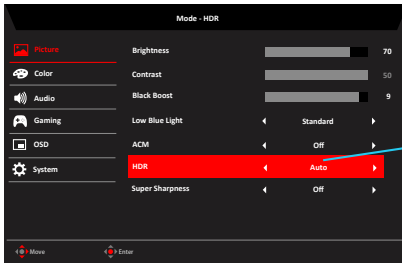 Mode - HDR
Picture
Brightness 70
Color
Contrast 50
Audio
Black Boost 9
Gaming
Low Blue Light Standard
OSD
ACM Off
System
HDR Auto
Super Sharpness Off
Move Enter